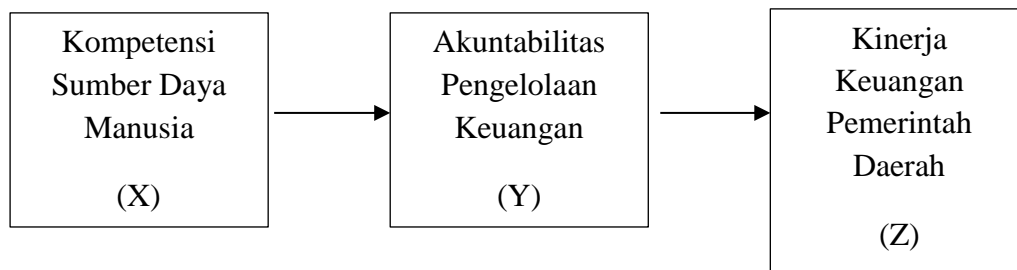 Kompetensi
Sumber Daya
Manusia
(X)
Akuntabilitas
Pengelolaan
Keuangan
(Y)
Kinerja
Keuangan
Pemerintah
Daerah
(Z)